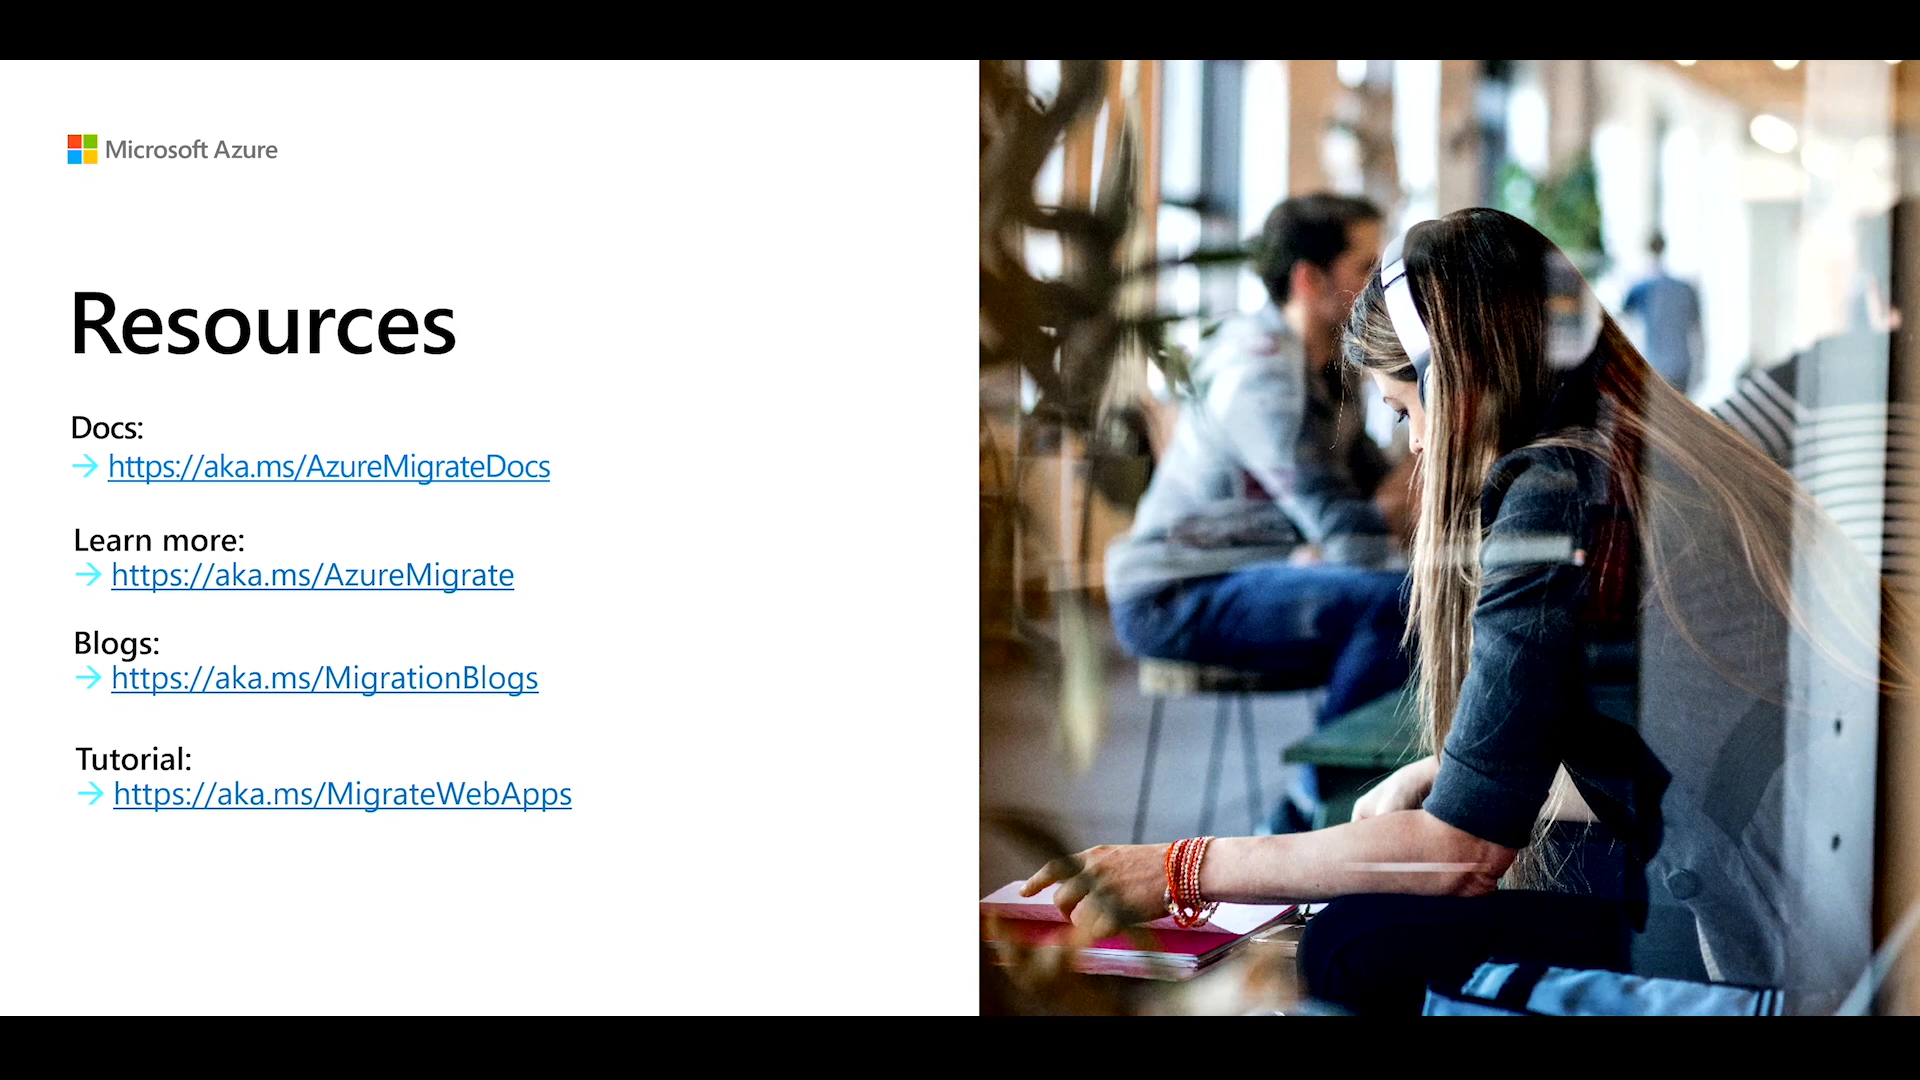 Microsoft Azure
Resources
Docs:
→ https://aka.ms/AzureMigrateDocs
Learn more:
→ https://aka.ms/AzureMigrate
Blogs:
→ https://aka.ms/MigrationBlogs
Tutorial:
→ https://aka.ms/MigrateWebApps